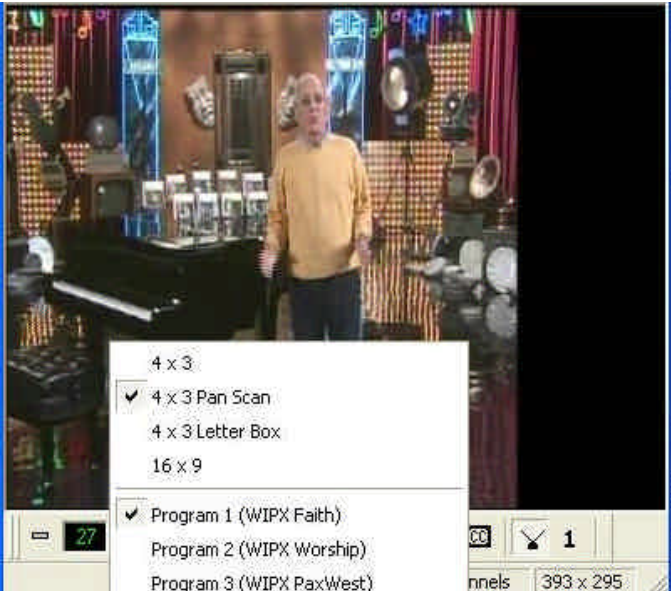 4 x 3
4 x 3 Pan Scan
4 x 3 Letter Box
16 x 9
Program 1 (WIPX Faith)
27
CC
1
Program 2 (WIPX Worship)
Program 3 (WIPX PaxWest)
nnels
393 x 295